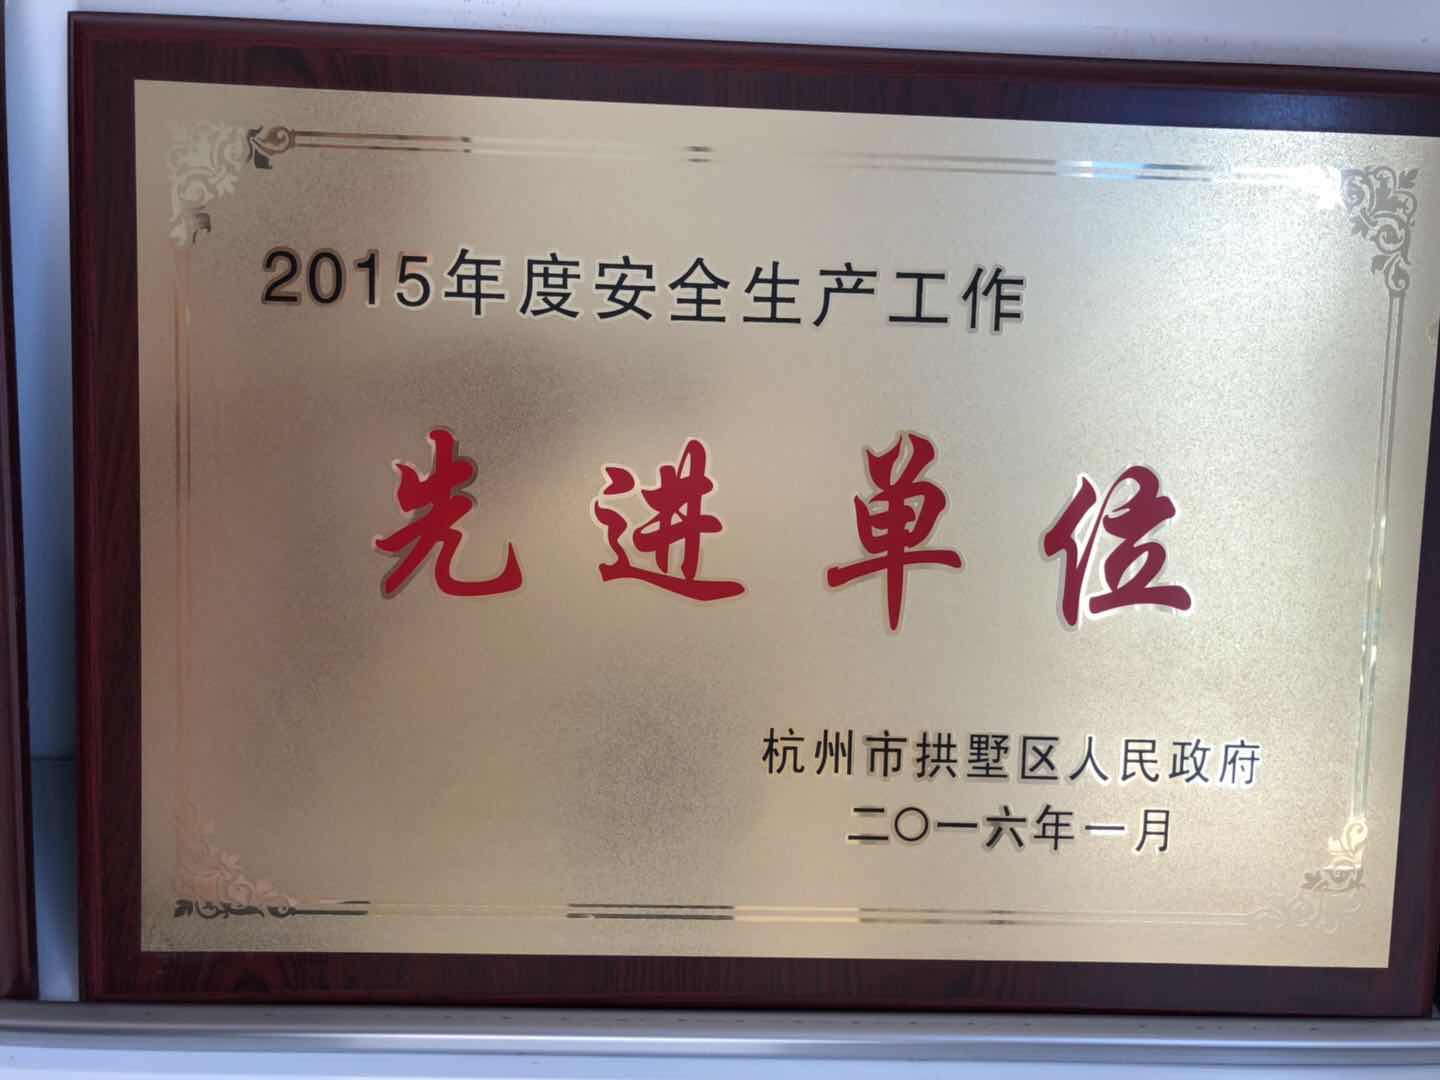 2015年度安全生产工作
先进单位
杭州市拱墅区人民政府
二〇一六年一月